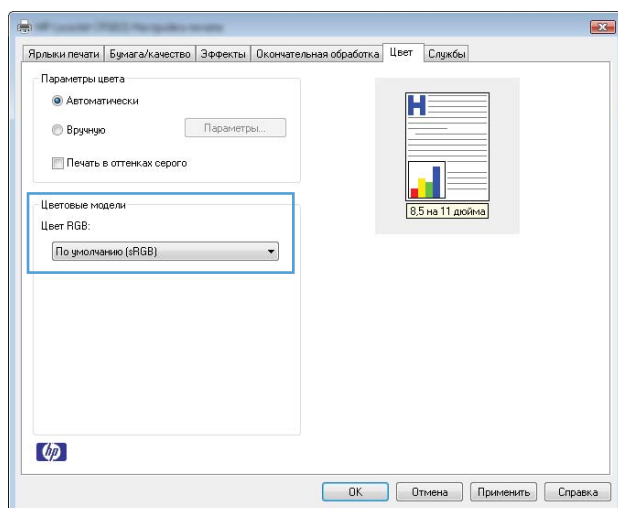 Ярлыки печати Бумага/качество Эффекты Окончательная обработка Цвет Службы
Параметры цвета
Автоматически
Вручную Параметры...
Печать в оттенках серого
8,5 на 11 дюйма
Цветовые модели
Цвет RGB:
По умолчанию (sRGB)
hp
OK Отмена Применить Справка